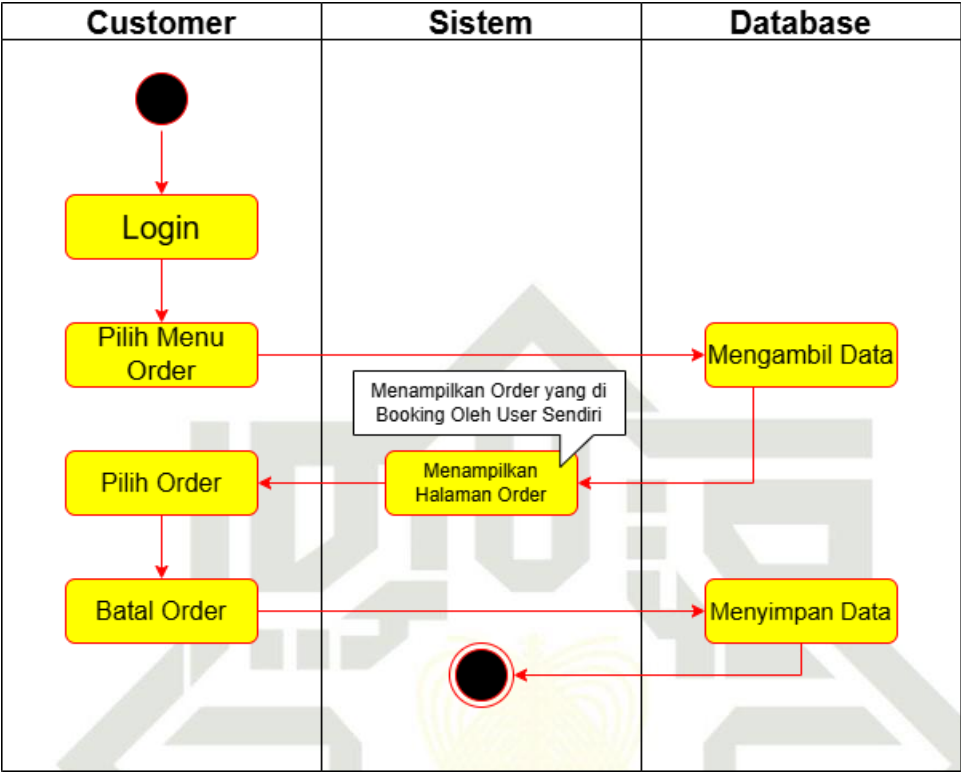 Customer
Sistem
Database
Login
Pilih Menu
Order
Mengambil Data
Menampilkan Order yang di
Booking Oleh User Sendiri
Pilih Order
Menampilkan
Halaman Order
Batal Order
Menyimpan Data